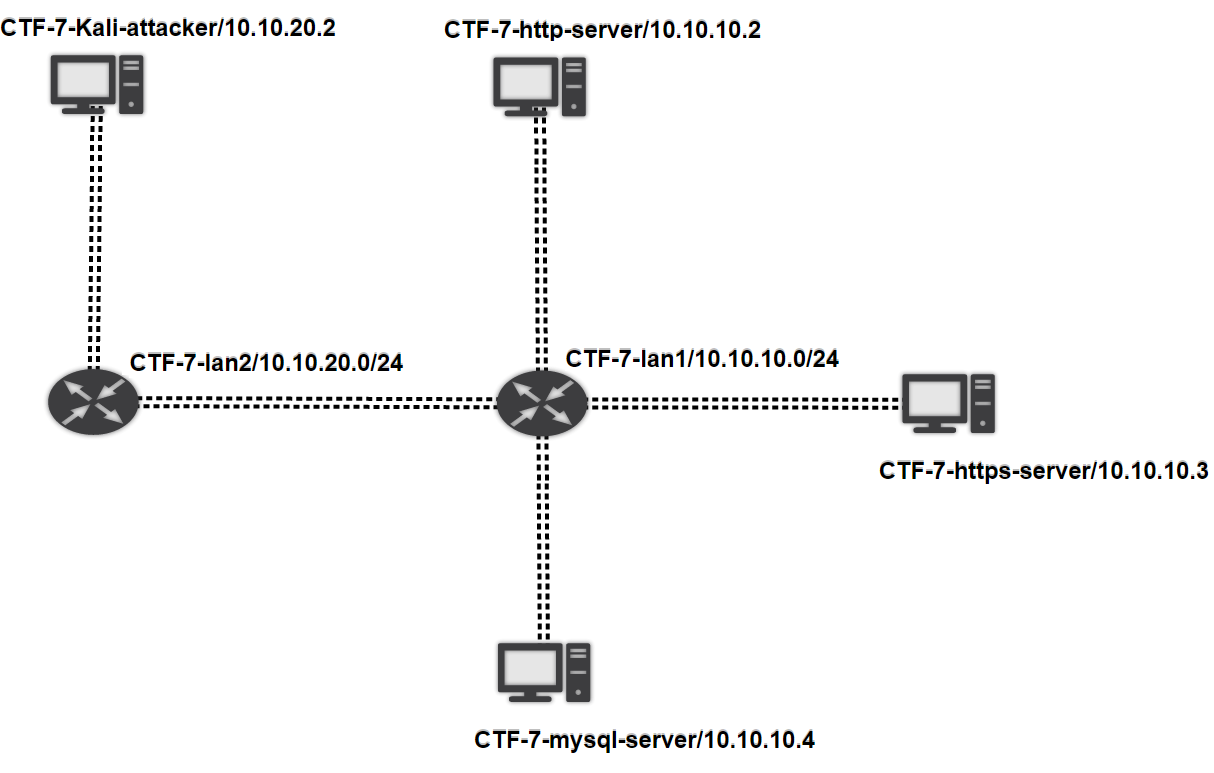 CTF-7-Kali-attacker/10.10.20.2
CTF-7-http-server/10.10.10.2
CTF-7-lan2/10.10.20.0/24
CTF-7-lan1/10.10.10.0/24
CTF-7-https-server/10.10.10.3
CTF-7-mysql-server/10.10.10.4